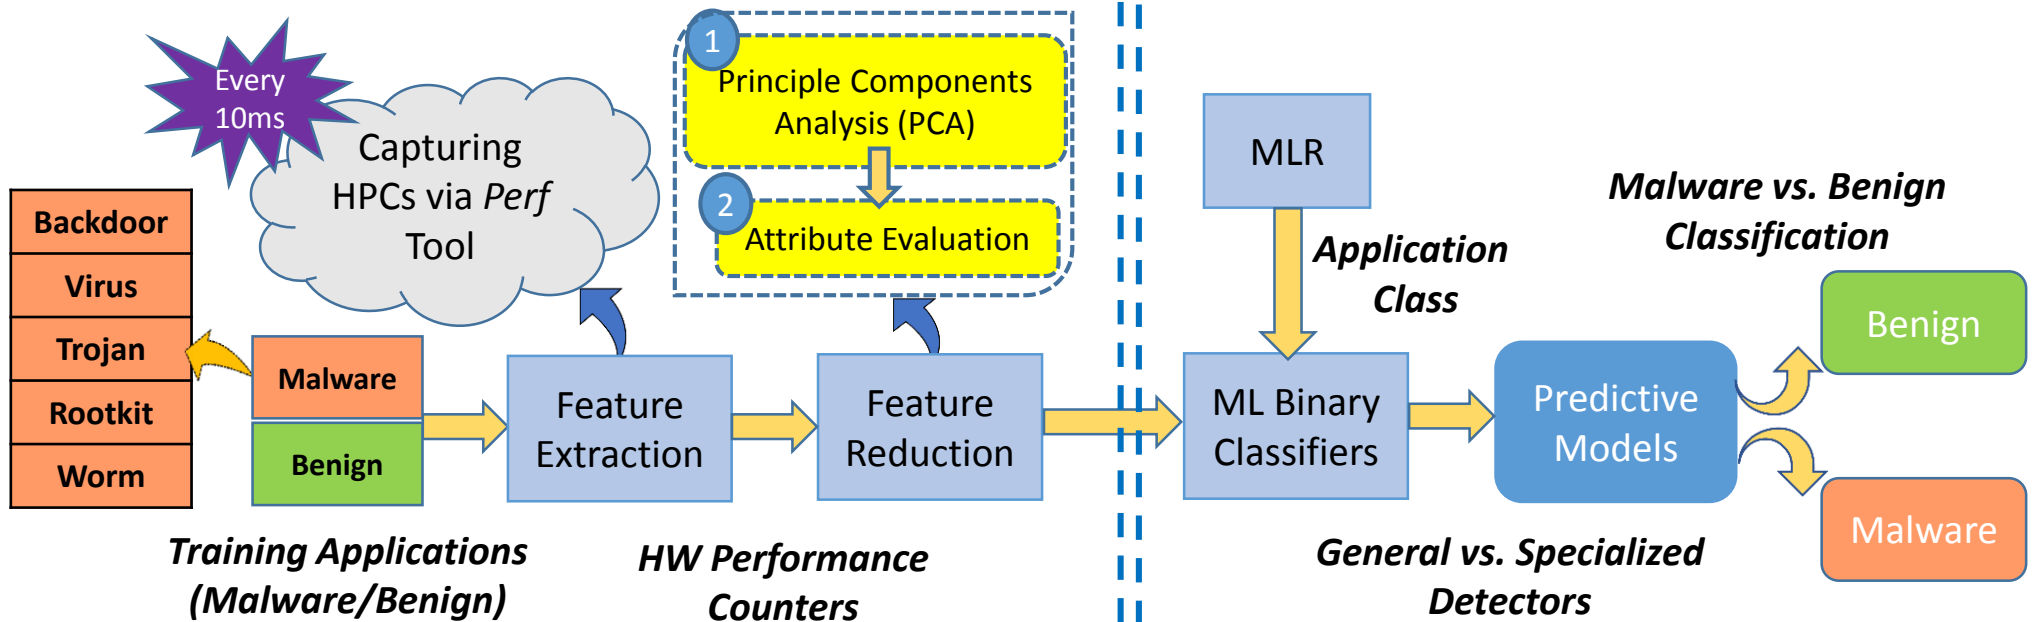 Every
10ms
Capturing
HPCs via Perf
Tool
1
Principle Components
Analysis (PCA)
2
Attribute Evaluation
Backdoor
Virus
Trojan
Rootkit
Worm
Malware
Benign
Feature
Extraction
Feature
Reduction
Training Applications
(Malware/Benign)
HW Performance
Counters
MLR
Application
Class
ML Binary
Classifiers
Predictive
Models
Malware vs. Benign
Classification
Benign
Malware
General vs. Specialized
Detectors